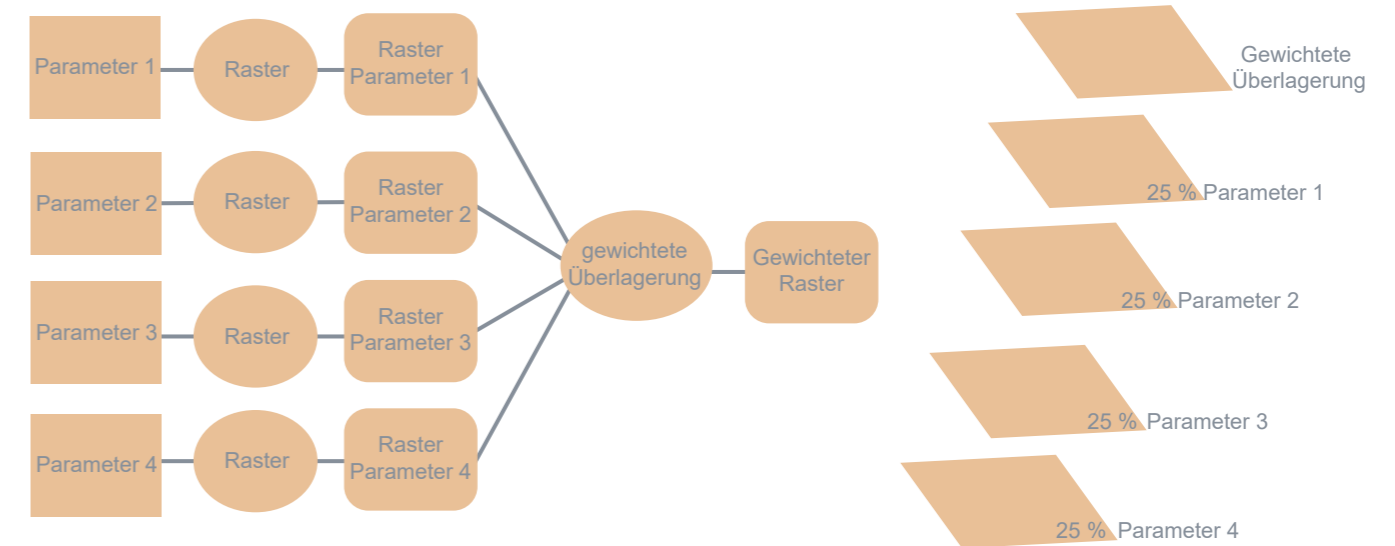 Parameter 1
Raster
Raster
Parameter 1
Parameter 2
Raster
Raster
Parameter 2
Parameter 3
Raster
Raster
Parameter 3
Parameter 4
Raster
Raster
Parameter 4
gewichtete
Überlagerung
Gewichteter
Raster
Gewichtete
Überlagerung
25 % Parameter 1
25 % Parameter 2
25 % Parameter 3
25 % Parameter 4